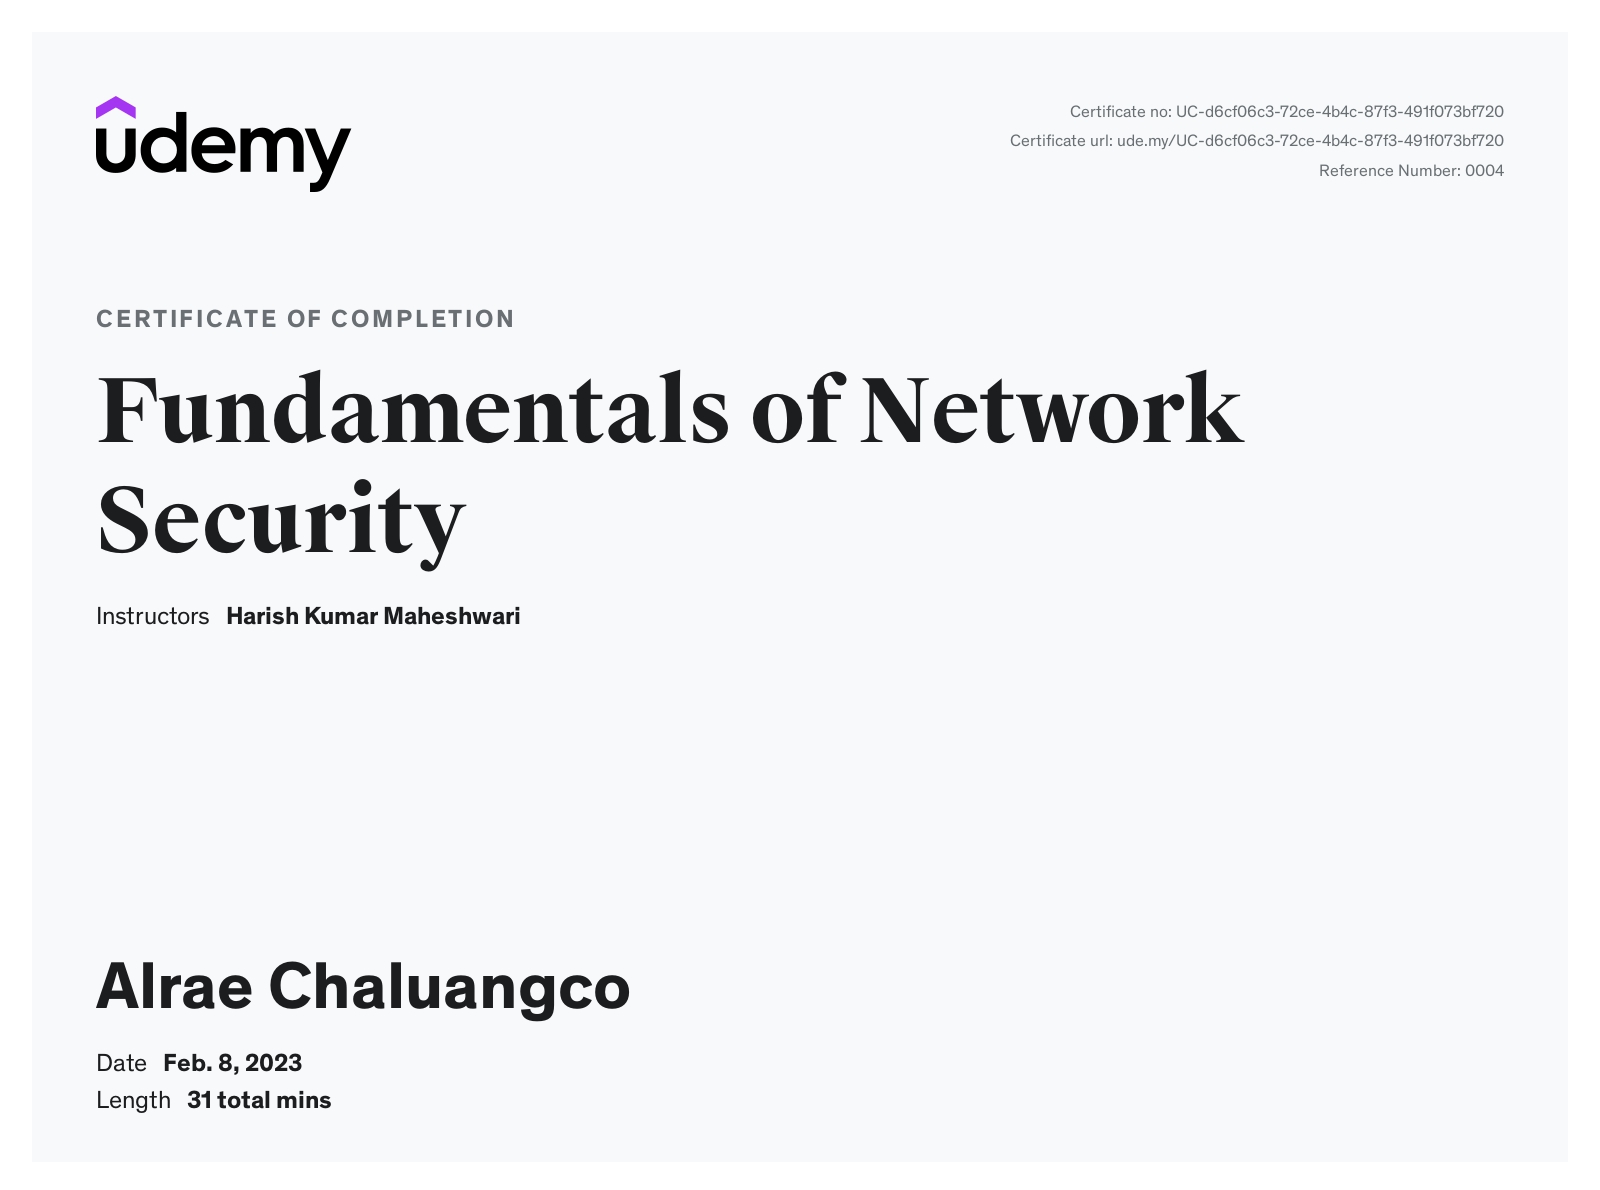 udemy
Certificate no: UC-d6cf06c3-72ce-4b4c-87f3-491f073bf720
Certificate url: ude.my/UC-d6cf06c3-72ce-4b4c-87f3-491f073bf720
Reference Number: 0004
CERTIFICATE OF COMPLETION
Fundamentals of Network
Security
Instructors Harish Kumar Maheshwari
Alrae Chaluangco
Date Feb. 8, 2023
Length 31 total mins